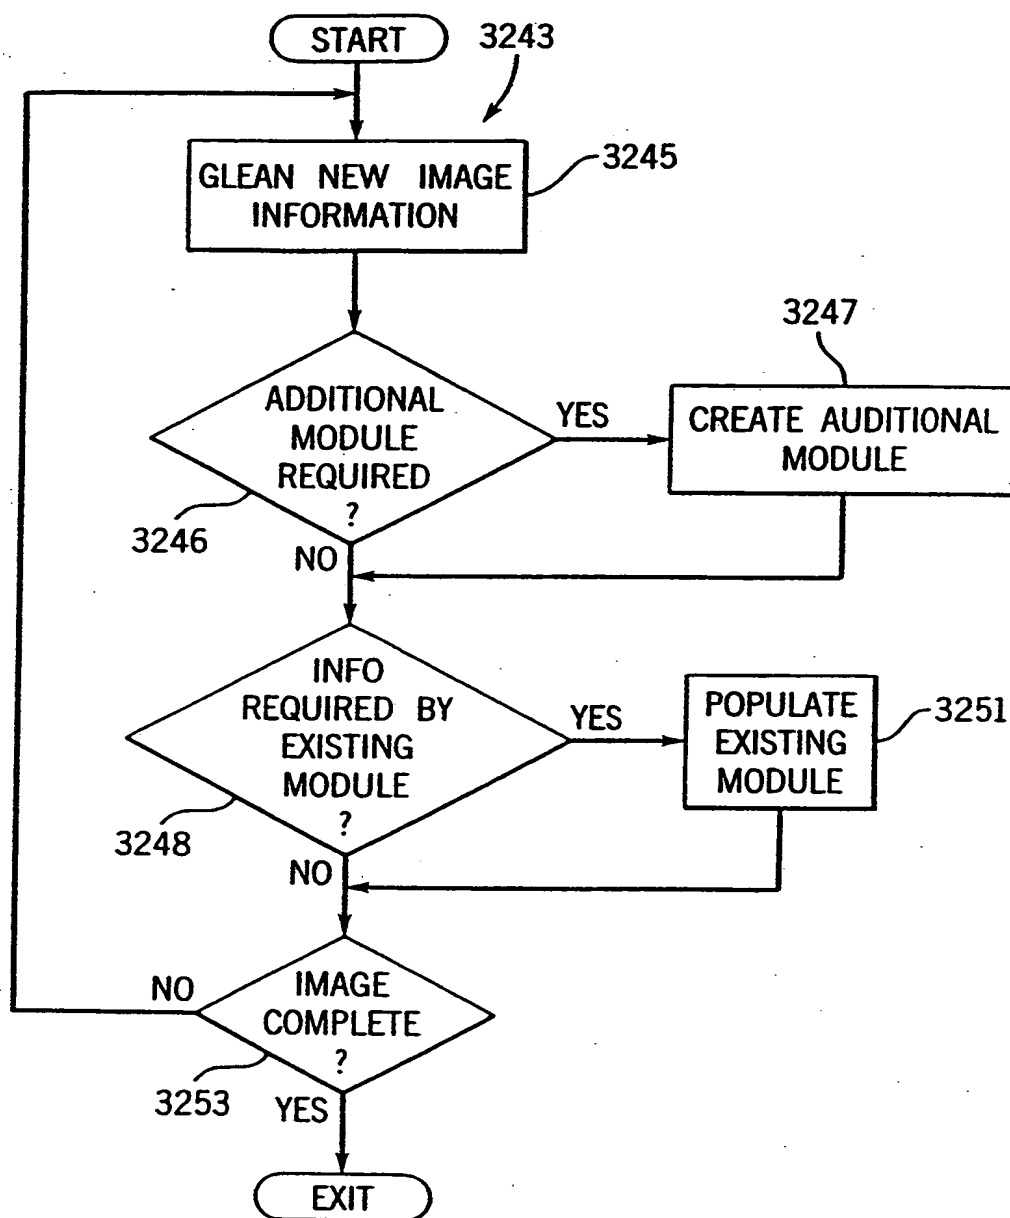 START
3243
GLEAN NEW IMAGE
INFORMATION
3245
ADDITIONAL
MODULE
REQUIRED
?
3246
YES
3247
CREATE AUDITIONAL
MODULE
NO
INFO
REQUIRED BY
EXISTING
MODULE
?
3248
YES
POPULATE
EXISTING
MODULE
3251
NO
IMAGE
COMPLETE
?
NO
3253
YES
EXIT